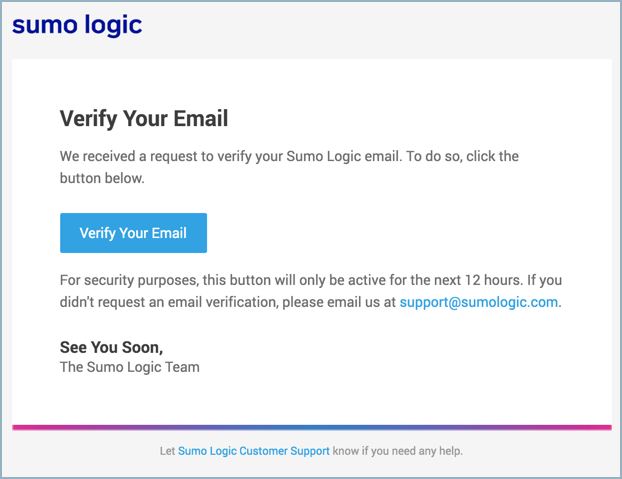 sumo logic
Verify Your Email
We received a request to verify your Sumo Logic email. To do so, click the
button below.
Verify Your Email
For security purposes, this button will only be active for the next 12 hours. If you
didn't request an email verification, please email us at support@sumologic.com.
See You Soon,
The Sumo Logic Team
Let Sumo Logic Customer Support know if you need any help.